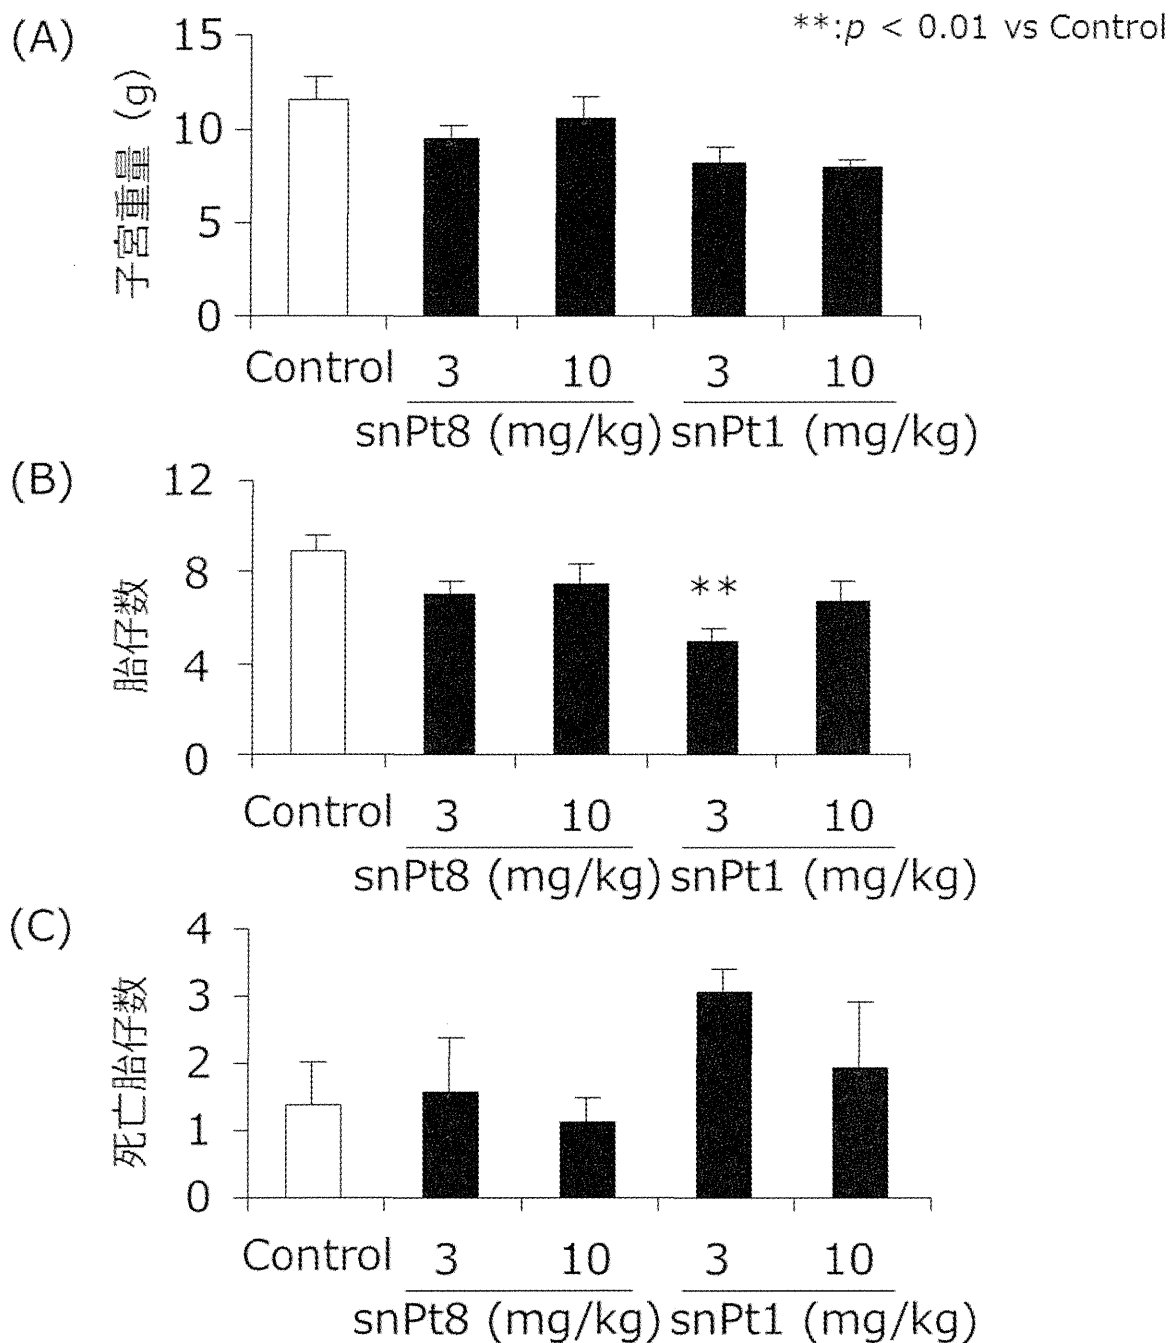 (A)
**:p < 0.01 vs Control
子宮重量 (g)
15
10
5
0
Control 3 10 3 10
snPt8 (mg/kg) snPt1 (mg/kg)
(B)
胎仔数
12
8
4
0
**
Control 3 10 3 10
snPt8 (mg/kg) snPt1 (mg/kg)
(C)
死亡胎仔数
4
3
2
1
0
Control 3 10 3 10
snPt8 (mg/kg) snPt1 (mg/kg)